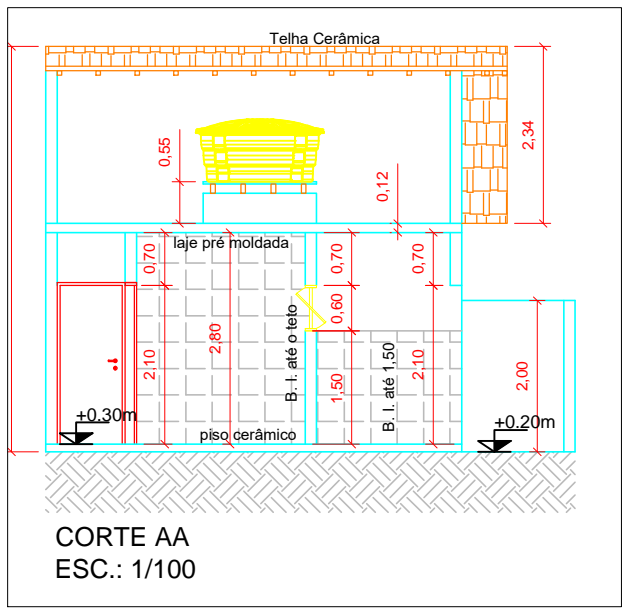 Telha Cerâmica
2,34
0,55
0,12
laje pré moldada
0,70
0,70
0,70
0,60
2,80
2,10
B. I. até o teto
1,50
B. I. até 1,50
2,10
2,00
+0.30m
piso cerâmico
+0.20m
CORTE AA
ESC.: 1/100